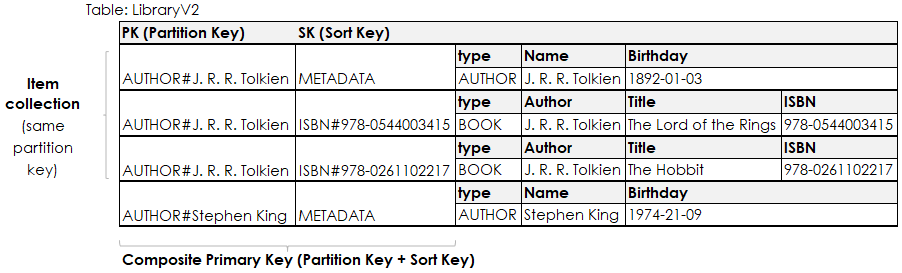 Table: LibraryV2
PK (Partition Key) SK (Sort Key)
type Name Birthday
AUTHOR#J. R. R. Tolkien METADATA AUTHOR J. R. R. Tolkien 1892-01-03
type Author Title ISBN
AUTHOR#J. R. R. Tolkien ISBN#978-0544003415 BOOK J. R. R. Tolkien The Lord of the Rings 978-0544003415
type Author Title ISBN
AUTHOR#J. R. R. Tolkien ISBN#978-0261102217 BOOK J. R. R. Tolkien The Hobbit 978-0261102217
type Name Birthday
AUTHOR#Stephen King METADATA AUTHOR Stephen King 1974-21-09
Item
collection
(same
partition
key)
Composite Primary Key (Partition Key + Sort Key)